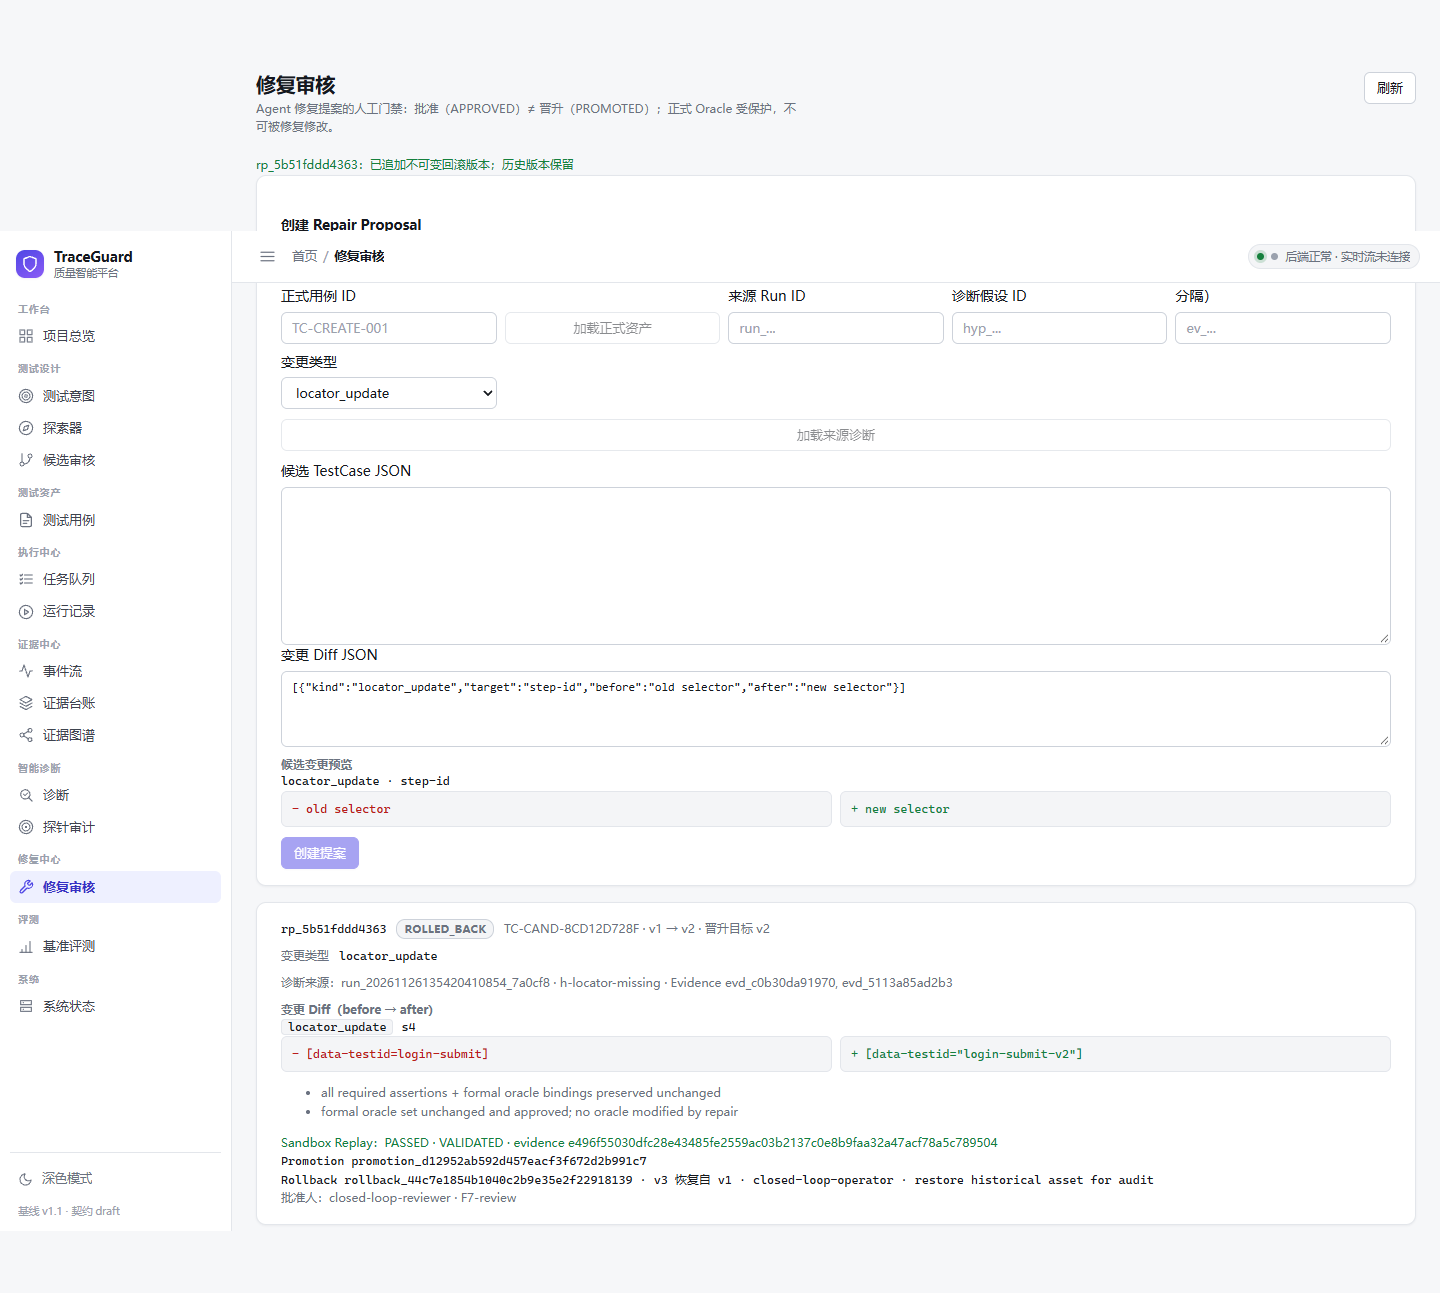 修复审核
刷新
Agent 修复提案的人工门禁：批准（APPROVED）≠ 晋升（PROMOTED）；正式 Oracle 受保护，不
可被修复修改。
rp_5b51fddd4363：已追加不可变回滚版本；历史版本保留
创建 Repair Proposal
TraceGuard
质量智能平台
首页 / 修复审核
后端正常 · 实时流未连接
工作台
项目总览
测试设计
测试意图
探索器
候选审核
测试资产
测试用例
执行中心
任务队列
运行记录
证据中心
事件流
证据台账
证据图谱
智能诊断
诊断
探针审计
修复中心
修复审核
评测
基准评测
系统
系统状态
深色模式
基线 v1.1 · 契约 draft
正式用例 ID
来源 Run ID
诊断假设 ID
分隔）
TC-CREATE-001
加载正式资产
run_...
hyp_...
ev_...
变更类型
locator_update
加载来源诊断
候选 TestCase JSON
变更 Diff JSON
[{"kind":"locator_update","target":"step-id","before":"old selector","after":"new selector"}]
候选变更预览
locator_update · step-id
- old selector
+ new selector
创建提案
rp_5b51fddd4363 ROLLED_BACK TC-CAND-8CD12D728F · v1 → v2 · 晋升目标 v2
变更类型 locator_update
诊断来源：run_20261126135420410854_7a0cf8 · h-locator-missing · Evidence evd_c0b30da91970, evd_5113a85ad2b3
变更 Diff（before → after）
locator_update s4
- [data-testid=login-submit]
+ [data-testid="login-submit-v2"]
• all required assertions + formal oracle bindings preserved unchanged
• formal oracle set unchanged and approved; no oracle modified by repair
Sandbox Replay：PASSED · VALIDATED · evidence e496f55030dfc28e43485fe2559ac03b2137c0e8b9faa32a47acf78a5c789504
Promotion promotion_d12952ab592d457eacf3f672d2b991c7
Rollback rollback_44c7e1854b1040c2b9e35e2f22918139 · v3 恢复自 v1 · closed-loop-operator · restore historical asset for audit
批准人：closed-loop-reviewer · F7-review